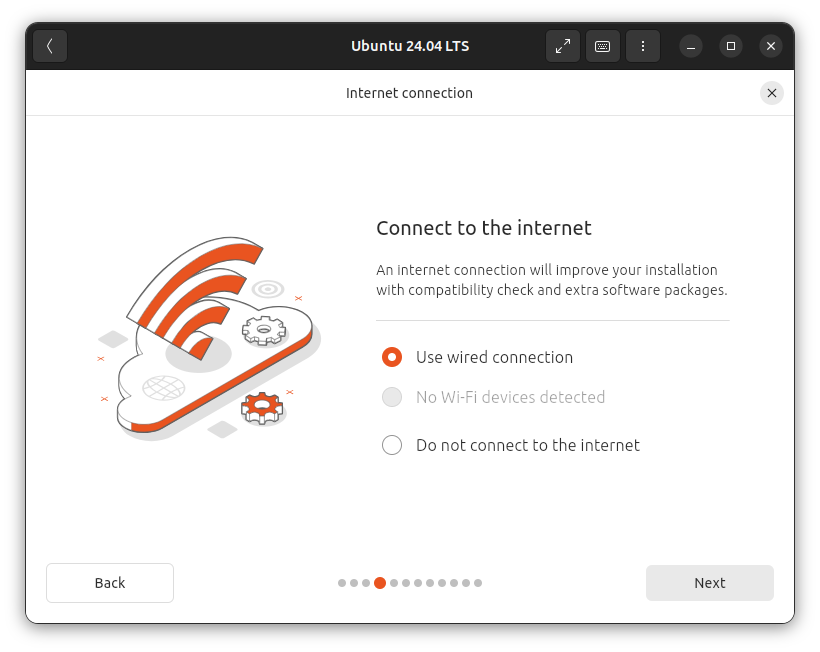 Ubuntu 24.04 LTS
Internet connection
Connect to the internet
An internet connection will improve your installation
with compatibility check and extra software packages.
Use wired connection
No Wi-Fi devices detected
Do not connect to the internet
Back
Next